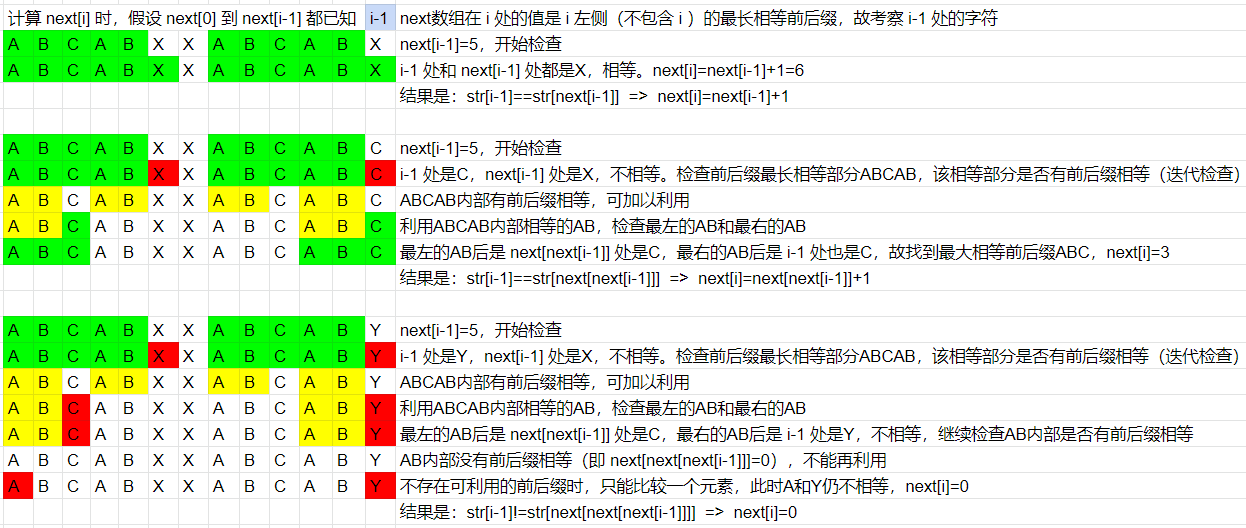 计算 next[i] 时，假设 next[0] 到 next[i-1] 都已知 i-1 next数组在 i 处的值是 i 左侧（不包含 i ）的最长相等前后缀，故考察 i-1 处的字符
A B C A B X X A B C A B X next[i-1]=5，开始检查
A B C A B X X A B C A B X i-1 处和 next[i-1] 处都是X，相等。next[i]=next[i-1]+1=6
结果是：str[i-1]==str[next[i-1]] => next[i]=next[i-1]+1
A B C A B X X A B C A B C next[i-1]=5，开始检查
A B C A B X X A B C A B C i-1 处是C，next[i-1] 处是X，不相等。检查前后缀最长相等部分ABCAB，该相等部分是否有前后缀相等（迭代检查）
A B C A B X X A B C A B C ABCAB内部有前后缀相等，可加以利用
A B C A B X X A B C A B C 利用ABCAB内部相等的AB，检查最左的AB和最右的AB
A B C A B X X A B C A B C 最左的AB后是 next[next[i-1]] 处是C，最右的AB后是 i-1 处也是C，故找到最大相等前后缀ABC，next[i]=3
结果是：str[i-1]==str[next[next[i-1]]] => next[i]=next[next[i-1]]+1
A B C A B X X A B C A B Y next[i-1]=5，开始检查
A B C A B X X A B C A B Y i-1 处是Y，next[i-1] 处是X，不相等。检查前后缀最长相等部分ABCAB，该相等部分是否有前后缀相等（迭代检查）
A B C A B X X A B C A B Y ABCAB内部有前后缀相等，可加以利用
A B C A B X X A B C A B Y 利用ABCAB内部相等的AB，检查最左的AB和最右的AB
A B C A B X X A B C A B Y 最左的AB后是 next[next[i-1]] 处是C，最右的AB后是 i-1 处是Y，不相等，继续检查AB内部是否有前后缀相等
A B C A B X X A B C A B Y AB内部没有前后缀相等（即 next[next[next[i-1]]]=0），不能再利用
A B C A B X X A B C A B Y 不存在可利用的前后缀时，只能比较一个元素，此时A和Y仍不相等，next[i]=0
结果是：str[i-1]!=str[next[next[next[i-1]]]] => next[i]=0